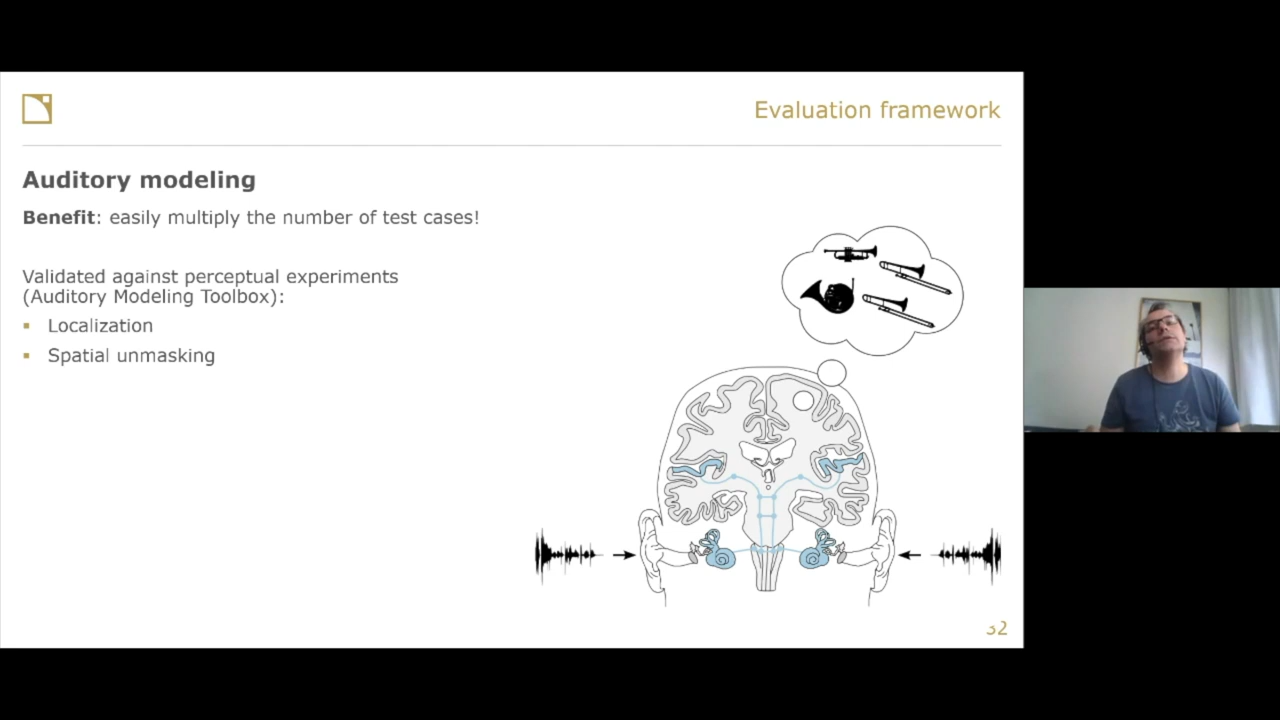 Evaluation framework
Auditory modeling
Benefit: easily multiply the number of test cases!
Validated against perceptual experiments
(Auditory Modeling Toolbox):
▪ Localization
▪ Spatial unmasking
32